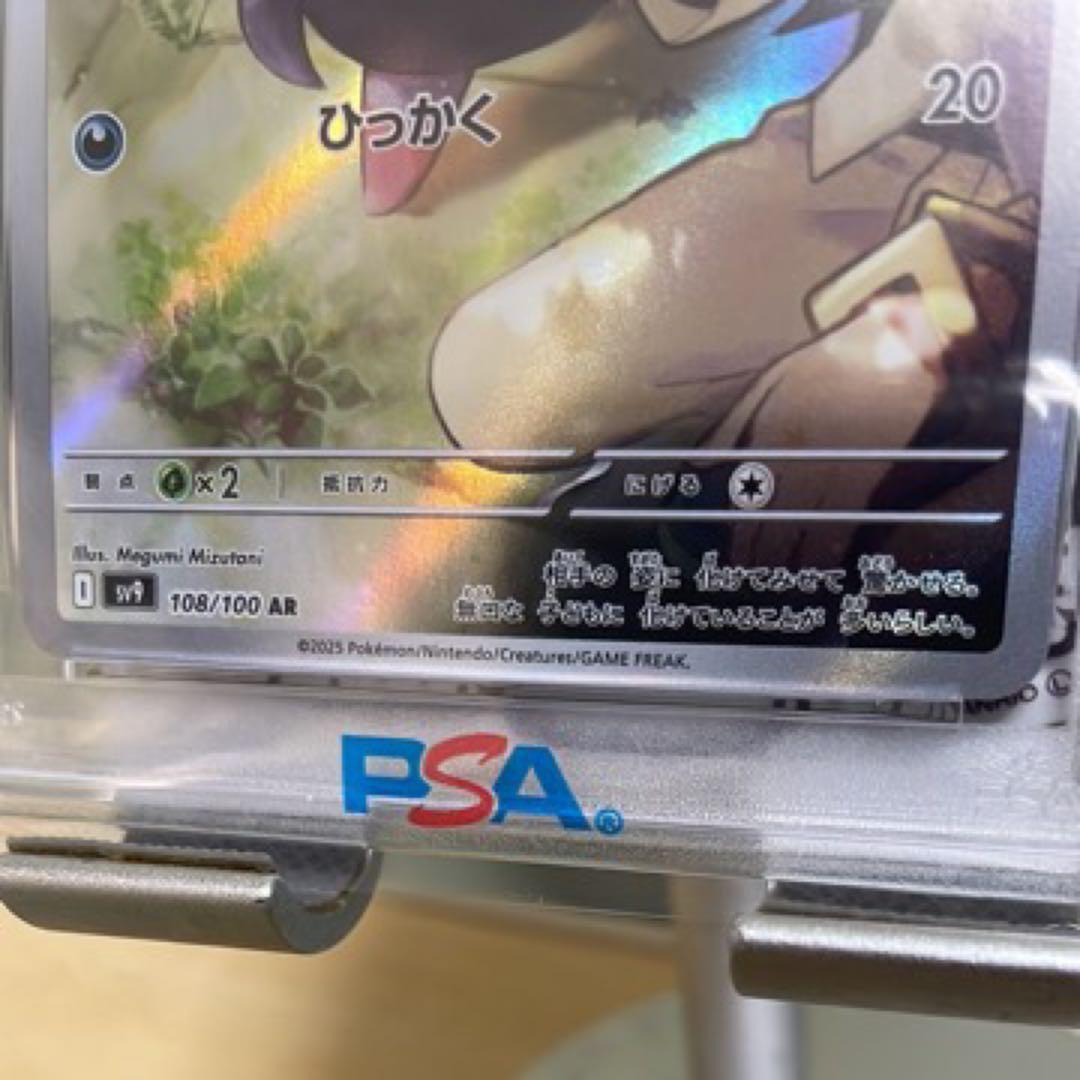 ひっかく 20
弱点 ×2 抵抗力 にげる
Illus. Megumi Mizutani
相手の 姿に 化けてみせて 驚かせる。
I sv9 108/100 AR 無口な 子どもに 化けていることが 多いらしい。
©2025 Pokémon/Nintendo/Creatures/GAME FREAK.
PSA®